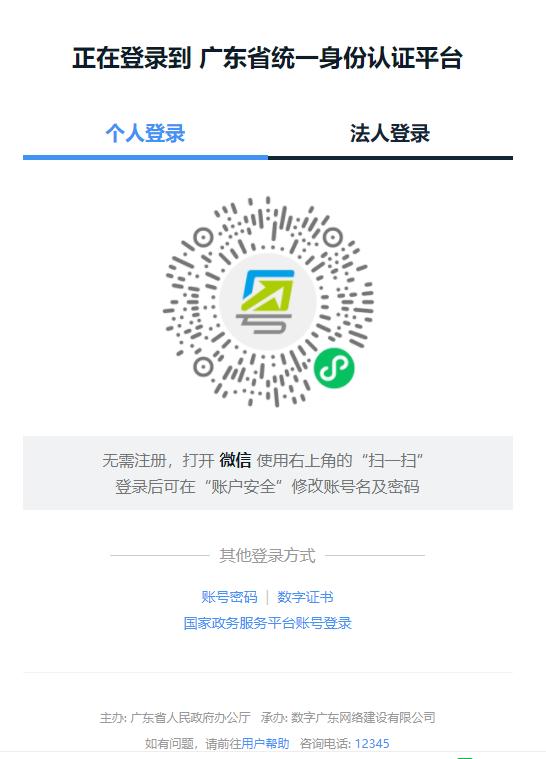 正在登录到 广东省统一身份认证平台
个人登录 法人登录
无需注册，打开 微信 使用右上角的“扫一扫”
登录后可在“账户安全”修改账号名及密码
其他登录方式
账号密码 | 数字证书
国家政务服务平台账号登录
主办: 广东省人民政府办公厅 承办: 数字广东网络建设有限公司
如有问题，请前往用户帮助 咨询电话: 12345